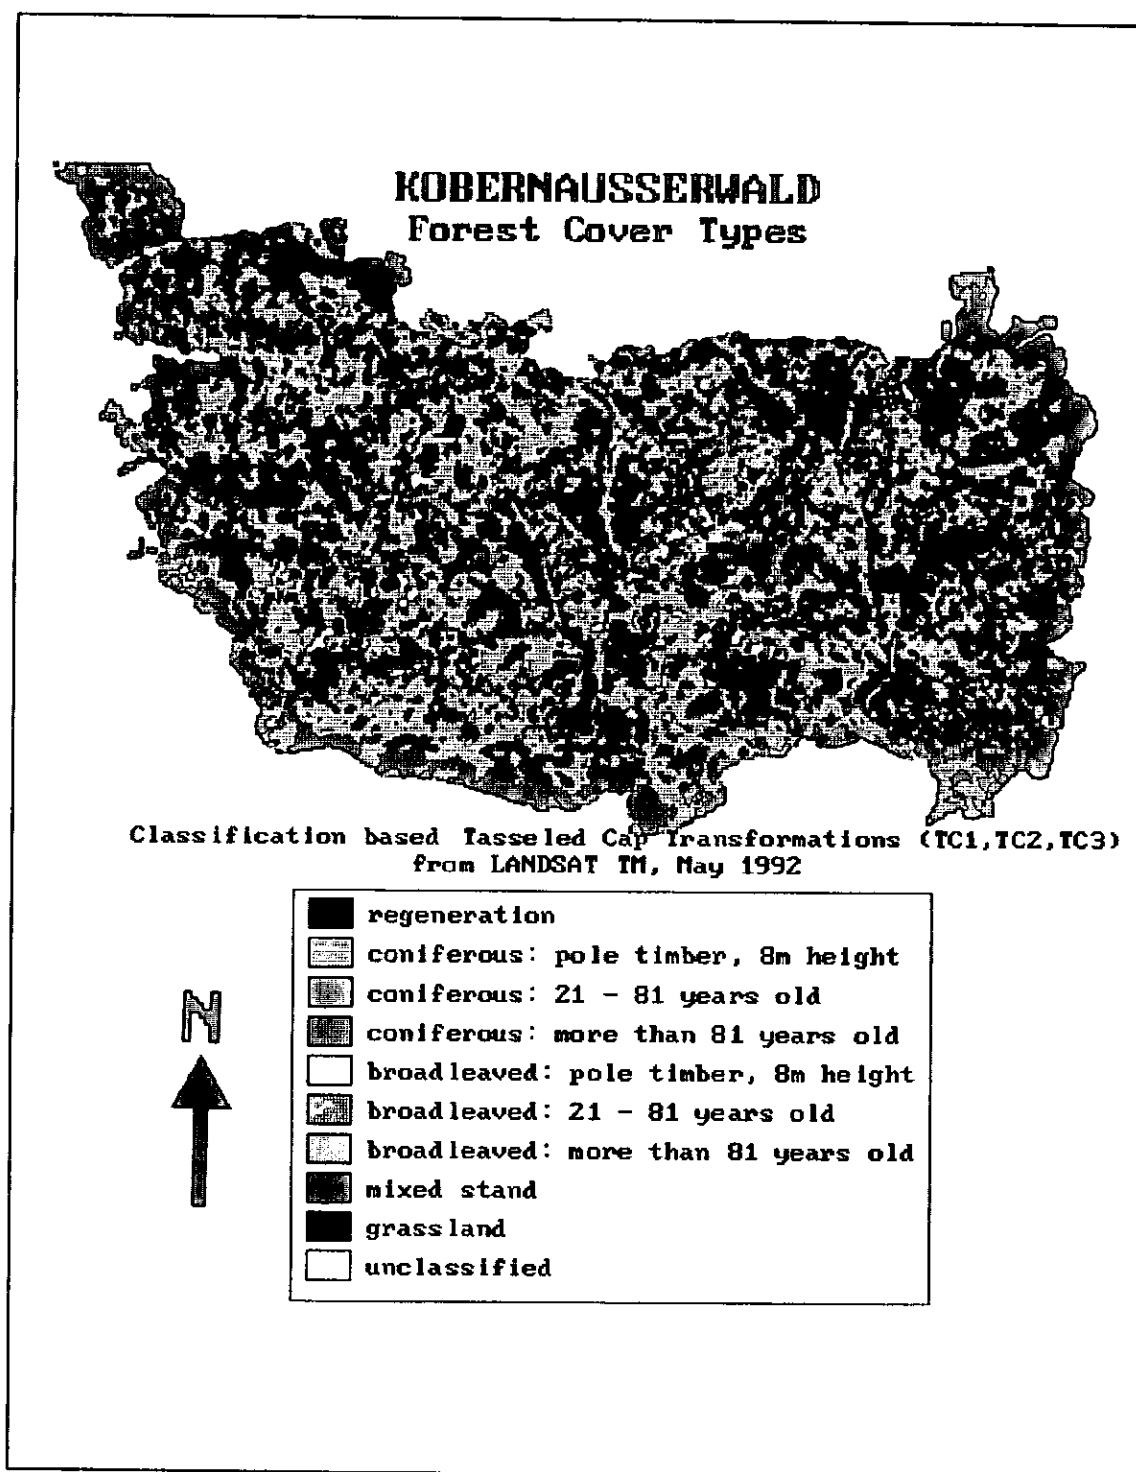 KOBERNAUSSERWALD
Forest Cover Types
Classification based Tasseled Cap Transformations (TC1,TC2,TC3)
from LANDSAT TM, May 1992
regeneration
coniferous: pole timber, 8m height
coniferous: 21 - 81 years old
coniferous: more than 81 years old
broadleaved: pole timber, 8m height
broadleaved: 21 - 81 years old
broadleaved: more than 81 years old
mixed stand
grassland
unclassified
N